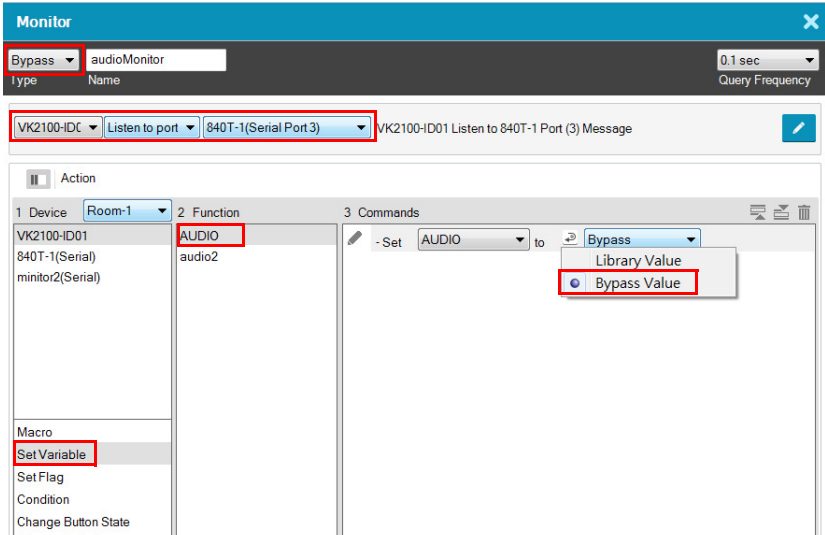 Monitor
Bypass audioMonitor 0.1 sec
Type Name Query Frequency
VK2100-ID0 Listen to port 840T-1(Serial Port 3) VK2100-ID01 Listen to 840T-1 Port (3) Message
Action
1 Device Room-1 2 Function 3 Commands
VK2100-ID01 AUDIO - Set AUDIO to Bypass
840T-1(Serial) audio2 Library Value
minitor2(Serial) Bypass Value
Macro
Set Variable
Set Flag
Condition
Change Button State